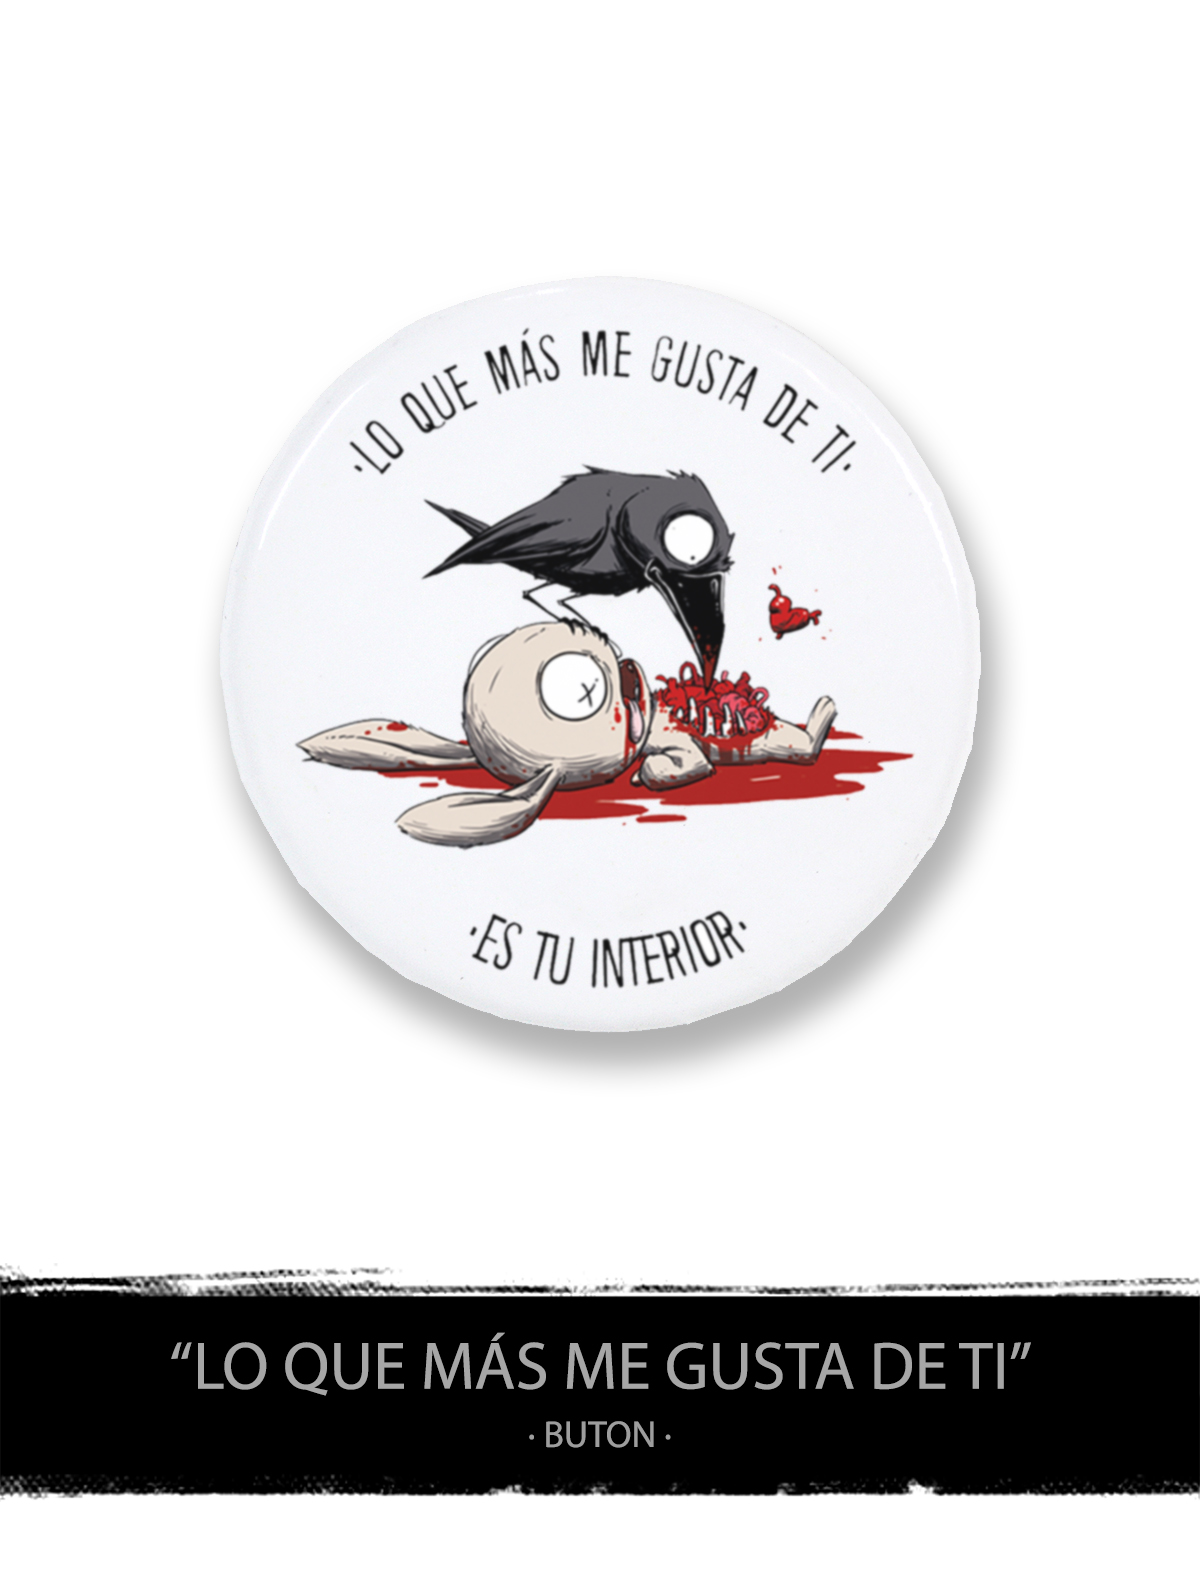 ·LO QUE MÁS ME GUSTA DE TI·
·ES TU INTERIOR·
“LO QUE MÁS ME GUSTA DE TI”
· BUTON ·